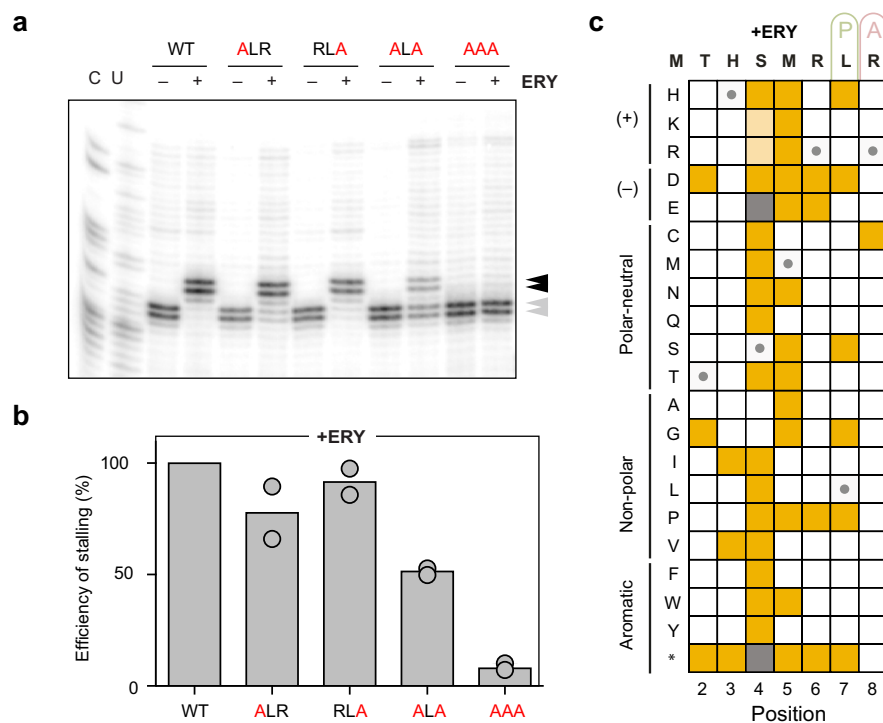 a
WT ALR RLA ALA AAA
C U – + – + – + – + – + ERY
b
+ERY
Efficiency of stalling (%)
100
50
0
WT ALR RLA ALA AAA
c
+ERY P A
M T H S M R L R
(+)
H
K
R
(–)
D
E
Polar-neutral
C
M
N
Q
S
T
Non-polar
A
G
I
L
P
V
Aromatic
F
W
Y
*
2 3 4 5 6 7 8
Position